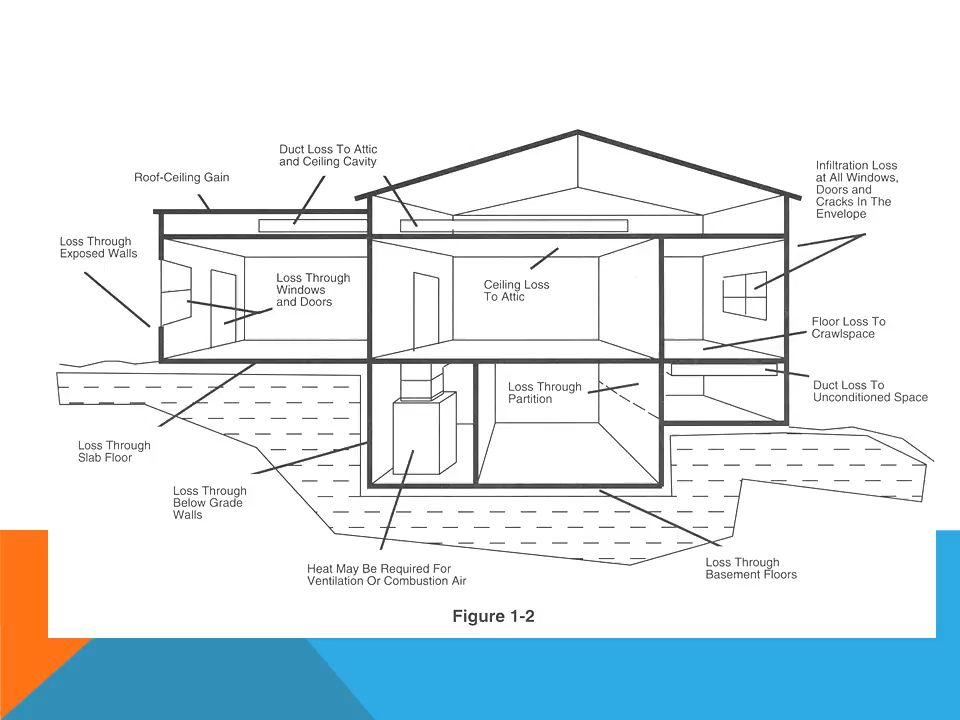 Duct Loss To Attic
and Ceiling Cavity
Roof-Ceiling Gain
Infiltration Loss
at All Windows,
Doors and
Cracks In The
Envelope
Loss Through
Exposed Walls
Loss Through
Windows
and Doors
Ceiling Loss
To Attic
Floor Loss To
Crawlspace
Loss Through
Partition
Duct Loss To
Unconditioned Space
Loss Through
Slab Floor
Loss Through
Below Grade
Walls
Heat May Be Required For
Ventilation Or Combustion Air
Loss Through
Basement Floors
Figure 1-2